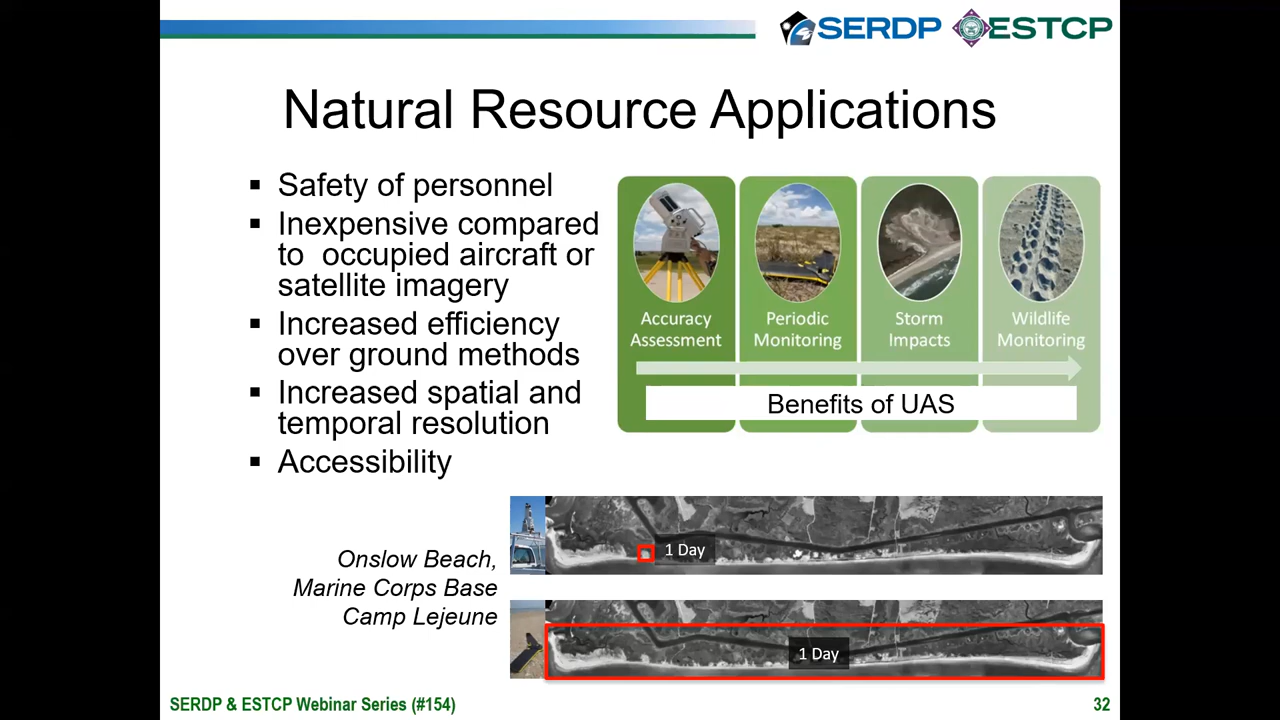 SERDP ESTCP
Natural Resource Applications
▪ Safety of personnel
▪ Inexpensive compared
to occupied aircraft or
satellite imagery
▪ Increased efficiency
over ground methods
▪ Increased spatial and
temporal resolution
▪ Accessibility
Accuracy
Assessment
Periodic
Monitoring
Storm
Impacts
Wildlife
Monitoring
Benefits of UAS
Onslow Beach,
Marine Corps Base
Camp Lejeune
1 Day
1 Day
SERDP & ESTCP Webinar Series (#154)
32